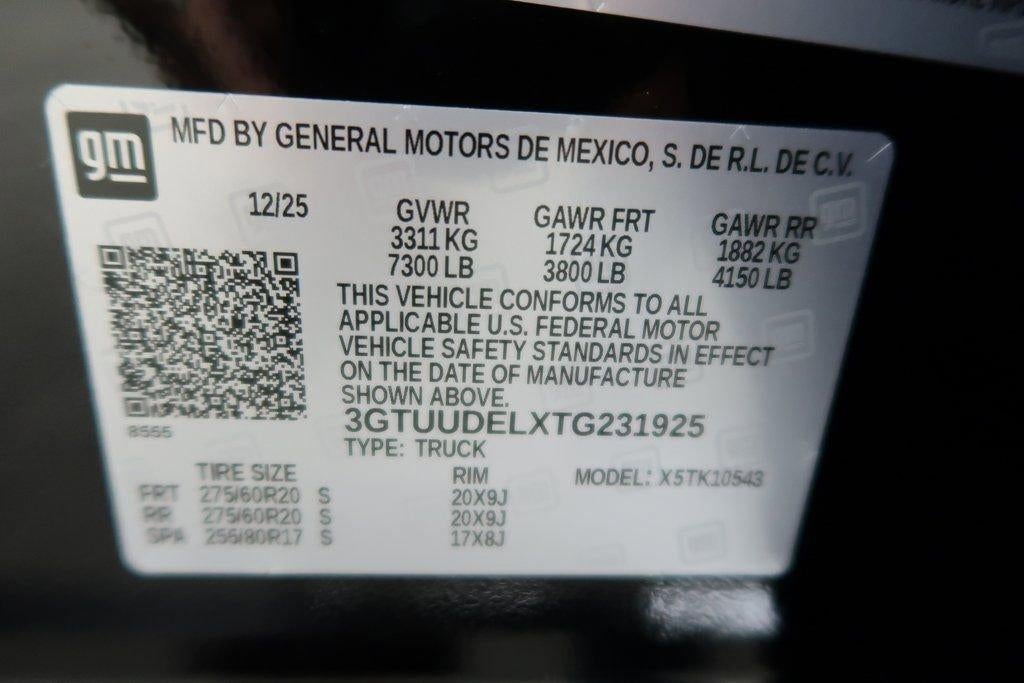 gm
MFD BY GENERAL MOTORS DE MEXICO, S. DE R.L. DE C.V.
12/25
GVWR GAWR FRT GAWR RR
3311 KG 1724 KG 1882 KG
7300 LB 3800 LB 4150 LB
THIS VEHICLE CONFORMS TO ALL
APPLICABLE U.S. FEDERAL MOTOR
VEHICLE SAFETY STANDARDS IN EFFECT
ON THE DATE OF MANUFACTURE
SHOWN ABOVE.
3GTUUDELXTG231925
8555
TYPE: TRUCK
TIRE SIZE RIM MODEL: X5TK10543
FRT 275/60R20 S 20X9J
RR 275/60R20 S 20X9J
SPA 255/80R17 S 17X8J